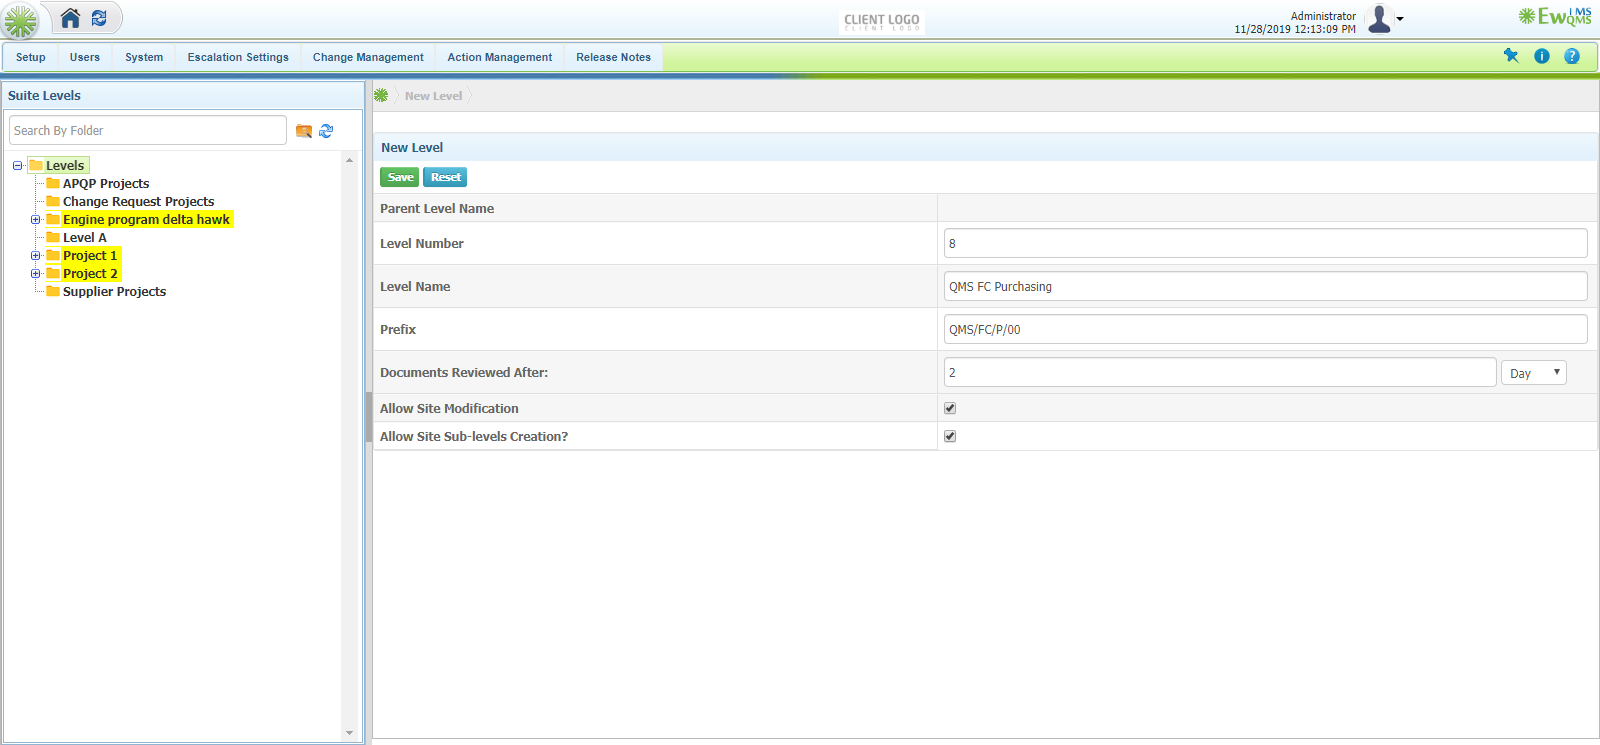 CLIENT LOGO
CLIENT LOGO
Administrator
11/28/2019 12:13:09 PM
Ew I MS
QMS
Setup Users System Escalation Settings Change Management Action Management Release Notes
Suite Levels
Search By Folder
Levels
APQP Projects
Change Request Projects
Engine program delta hawk
Level A
Project 1
Project 2
Supplier Projects
New Level
New Level
Save Reset
Parent Level Name
Level Number 8
Level Name QMS FC Purchasing
Prefix QMS/FC/P/00
Documents Reviewed After: 2 Day
Allow Site Modification
Allow Site Sub-levels Creation?